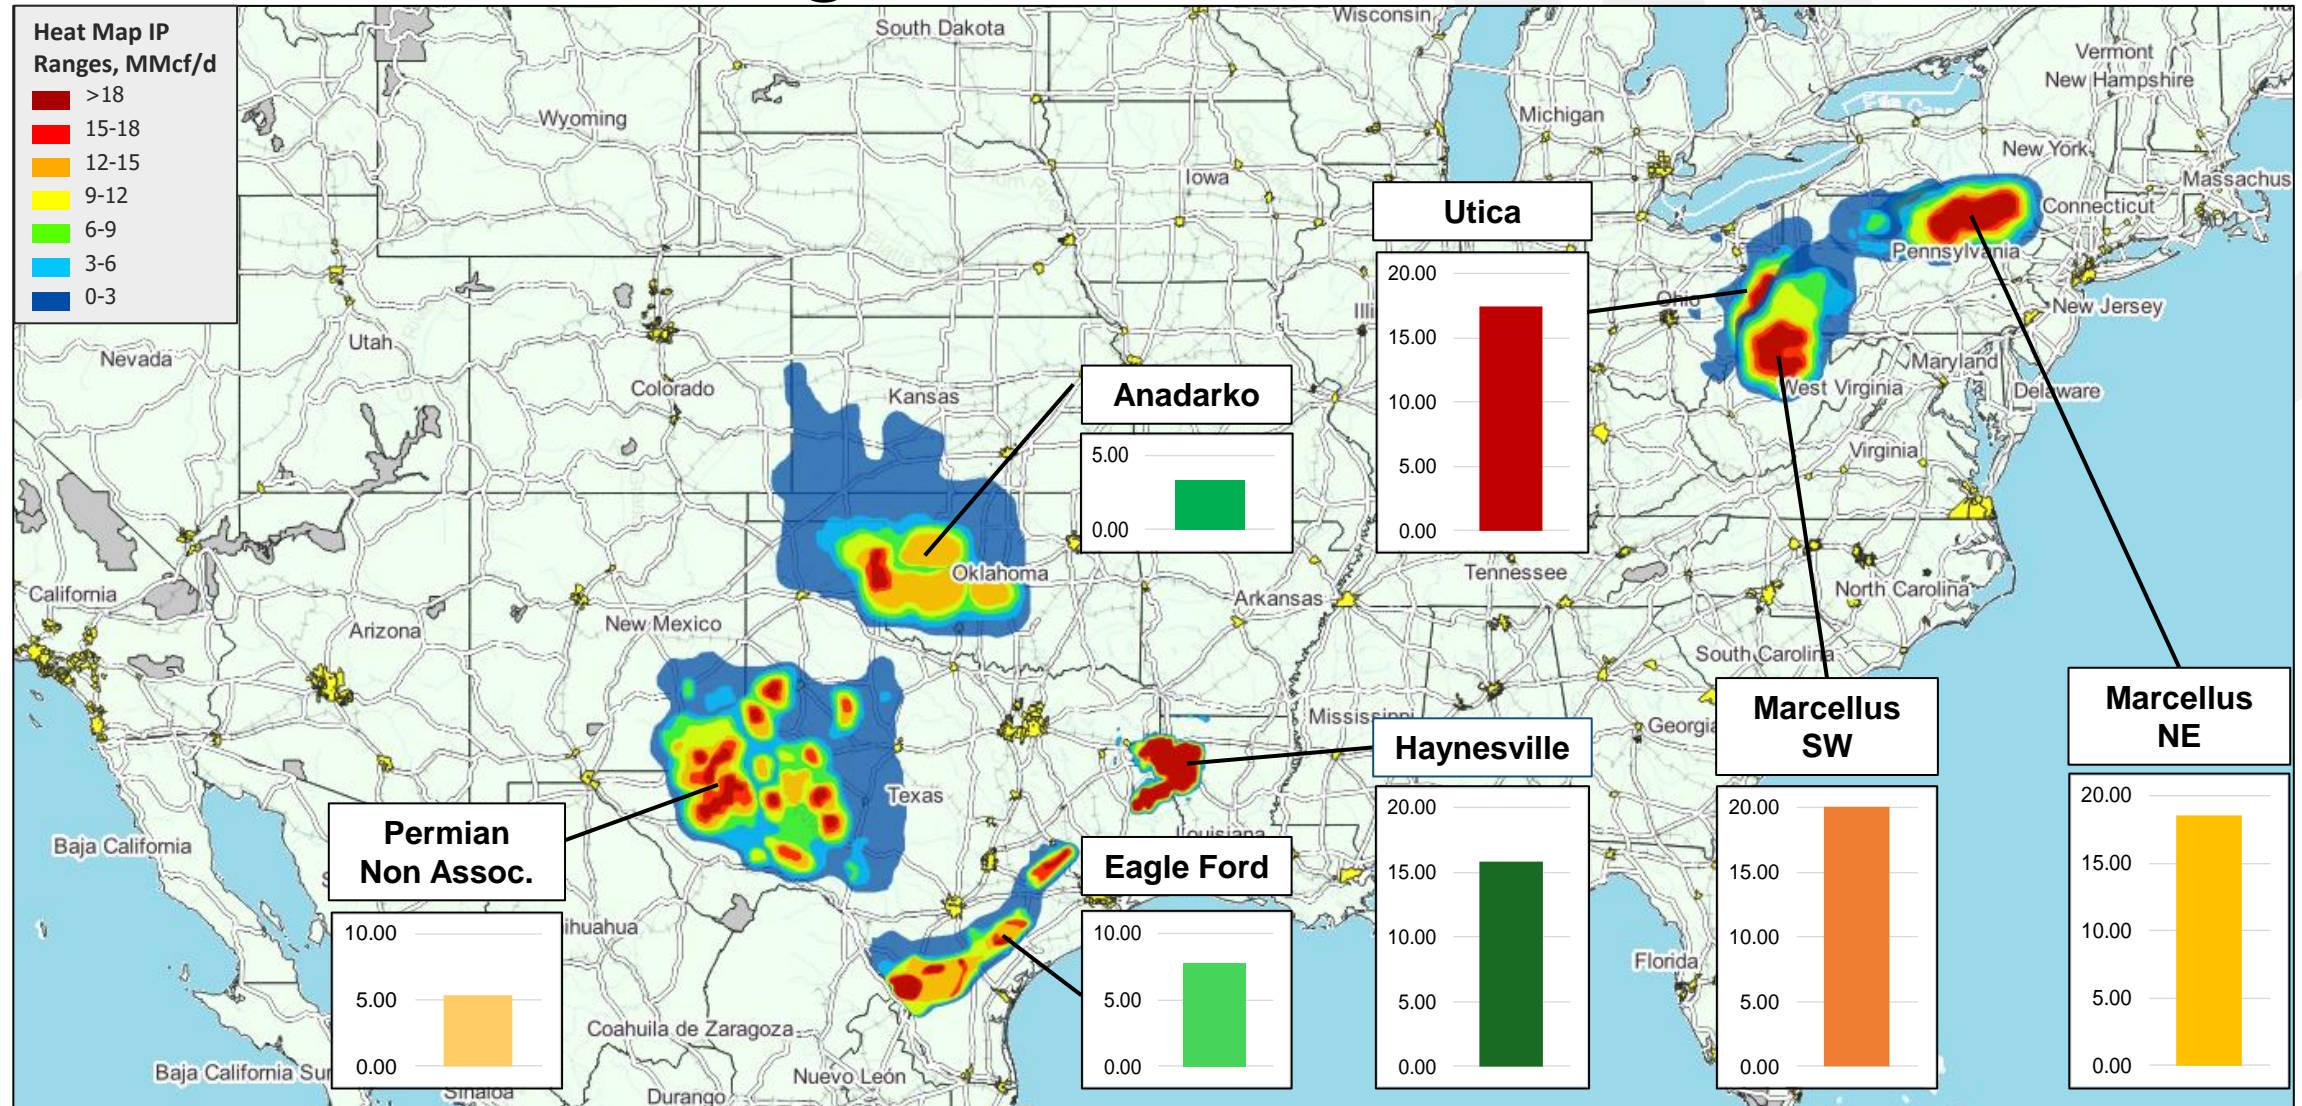 Heat Map IP
Ranges, MMcf/d
>18
15-18
12-15
9-12
6-9
3-6
0-3
South Dakota
Wisconsin
Vermont
New Hampshire
Wyoming
Michigan
New York
Iowa
Massachus
Connecticut
Pennsylvania
Utica
20.00
15.00
10.00
5.00
0.00
Ohio
Illi
New Jersey
Nevada
Utah
Colorado
Kansas
Maryland
West Virginia
Delaware
Virginia
Anadarko
5.00
0.00
Oklahoma
Tennessee
Arkansas
North Carolina
California
Arizona
New Mexico
South Carolina
Mississippi
Georgia
Texas
Louisiana
Florida
Baja California
Baja California Sur
Sinaloa
Durango
Coahuila de Zaragoza
Nuevo León
ihuahua
Permian
Non Assoc.
10.00
5.00
0.00
Eagle Ford
10.00
5.00
0.00
Haynesville
20.00
15.00
10.00
5.00
0.00
Marcellus
SW
20.00
15.00
10.00
5.00
0.00
Marcellus
NE
20.00
15.00
10.00
5.00
0.00